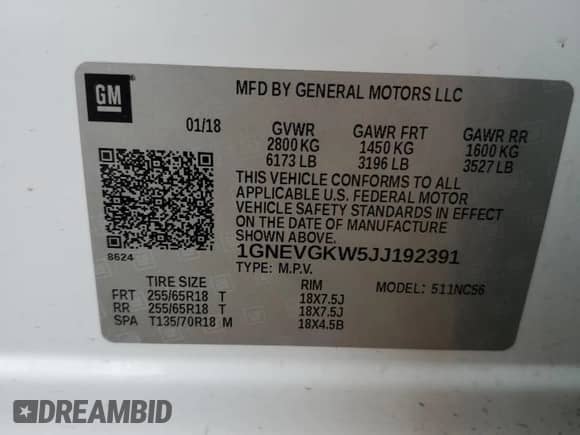 GM
MFD BY GENERAL MOTORS LLC
01/18 GVWR GAWR FRT GAWR RR
2800 KG 1450 KG 1600 KG
6173 LB 3196 LB 3527 LB
THIS VEHICLE CONFORMS TO ALL
APPLICABLE U.S. FEDERAL MOTOR
VEHICLE SAFETY STANDARDS IN EFFECT
ON THE DATE OF MANUFACTURE
SHOWN ABOVE.
8624 1GNEVGKW5JJ192391
TYPE: M.P.V.
TIRE SIZE RIM MODEL: 511NC56
FRT 255/65R18 T 18X7.5J
RR 255/65R18 T 18X7.5J
SPA T135/70R18 M 18X4.5B
DREAMBID